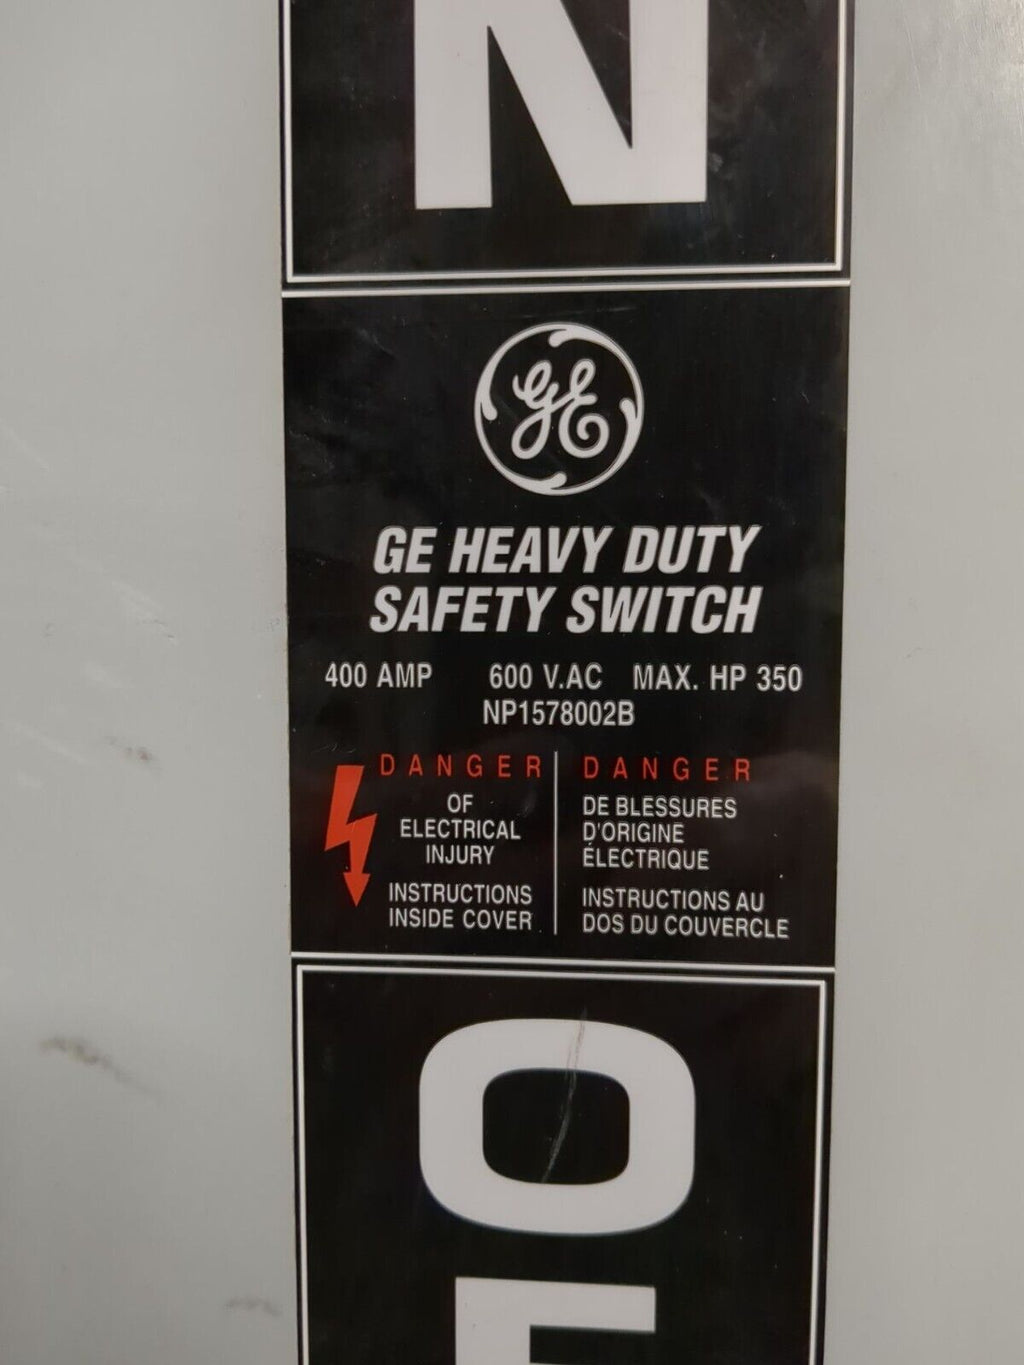 N
GE
GE HEAVY DUTY
SAFETY SWITCH
400 AMP 600 V.AC MAX. HP 350
NP1578002B
DANGER
OF
ELECTRICAL
INJURY
INSTRUCTIONS
INSIDE COVER
DANGER
DE BLESSURES
D'ORIGINE
ÉLECTRIQUE
INSTRUCTIONS AU
DOS DU COUVERCLE
O